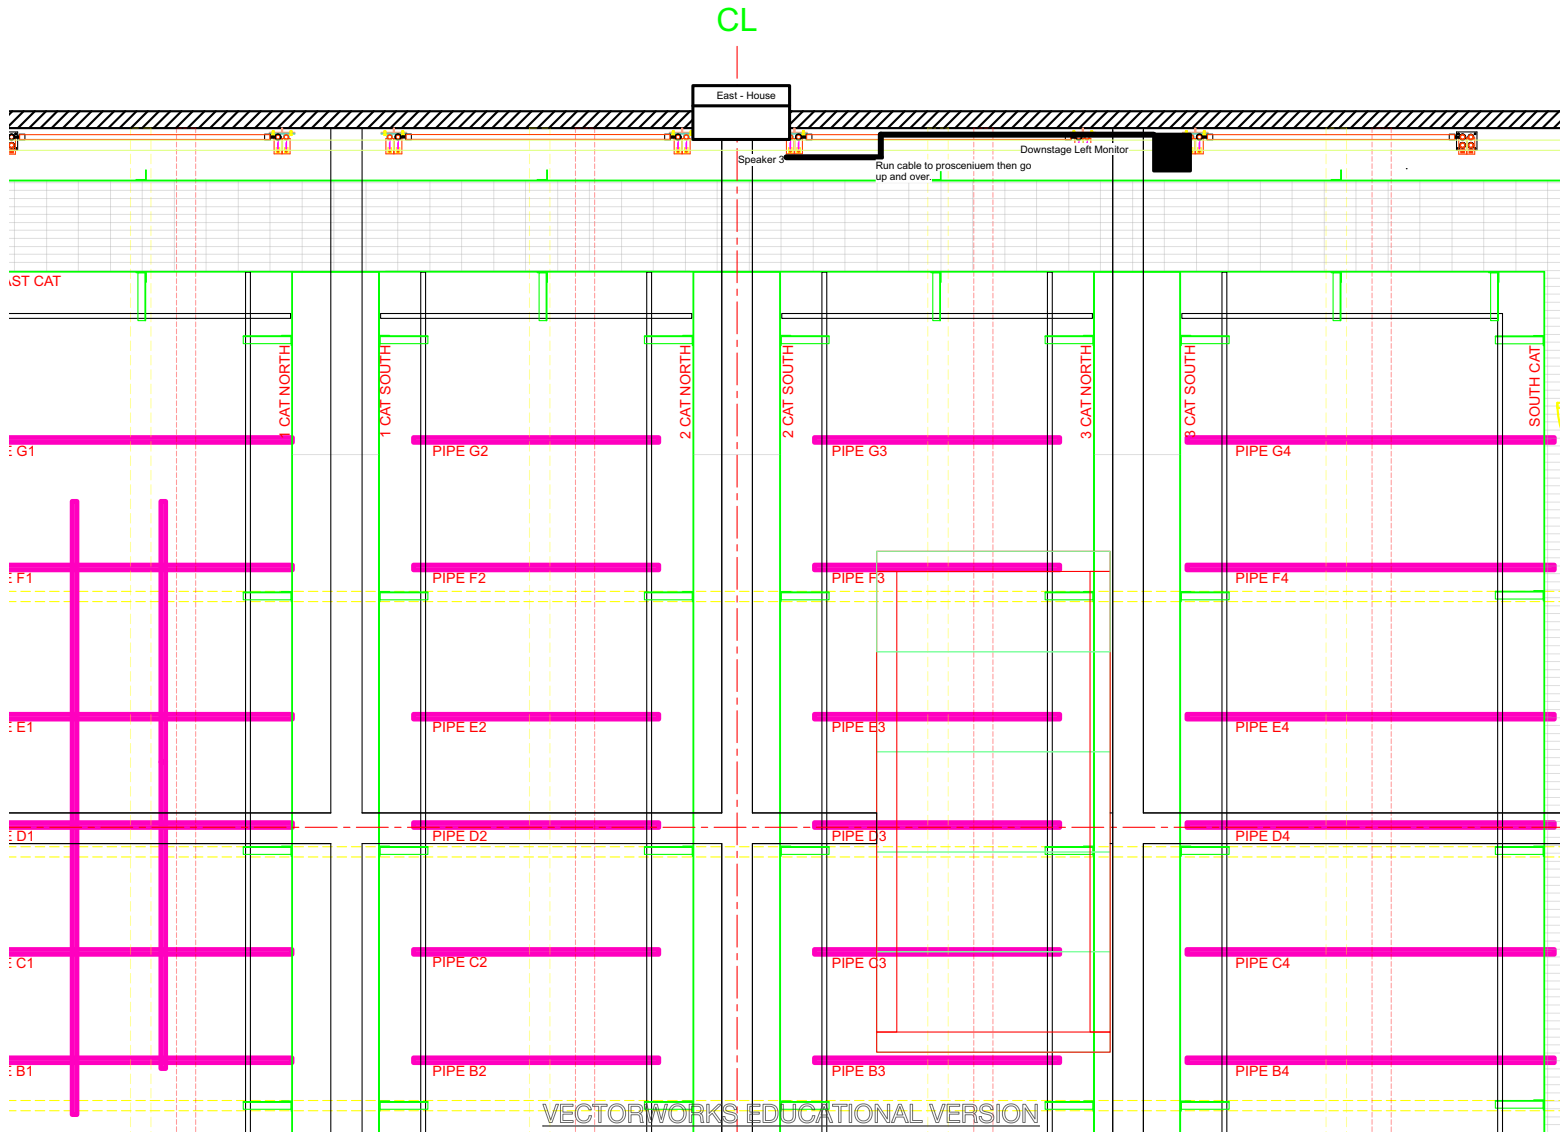 CL
East - House
Speaker 3
Downstage Left Monitor
Run cable to prosceniuem then go
up and over.
AST CAT
1 CAT NORTH
1 CAT SOUTH
2 CAT NORTH
2 CAT SOUTH
3 CAT NORTH
3 CAT SOUTH
SOUTH CAT
E G1
PIPE G2
PIPE G3
PIPE G4
E F1
PIPE F2
PIPE F3
PIPE F4
E E1
PIPE E2
PIPE E3
PIPE E4
E D1
PIPE D2
PIPE D3
PIPE D4
E C1
PIPE C2
PIPE C3
PIPE C4
E B1
PIPE B2
PIPE B3
PIPE B4
VECTORWORKS EDUCATIONAL VERSION